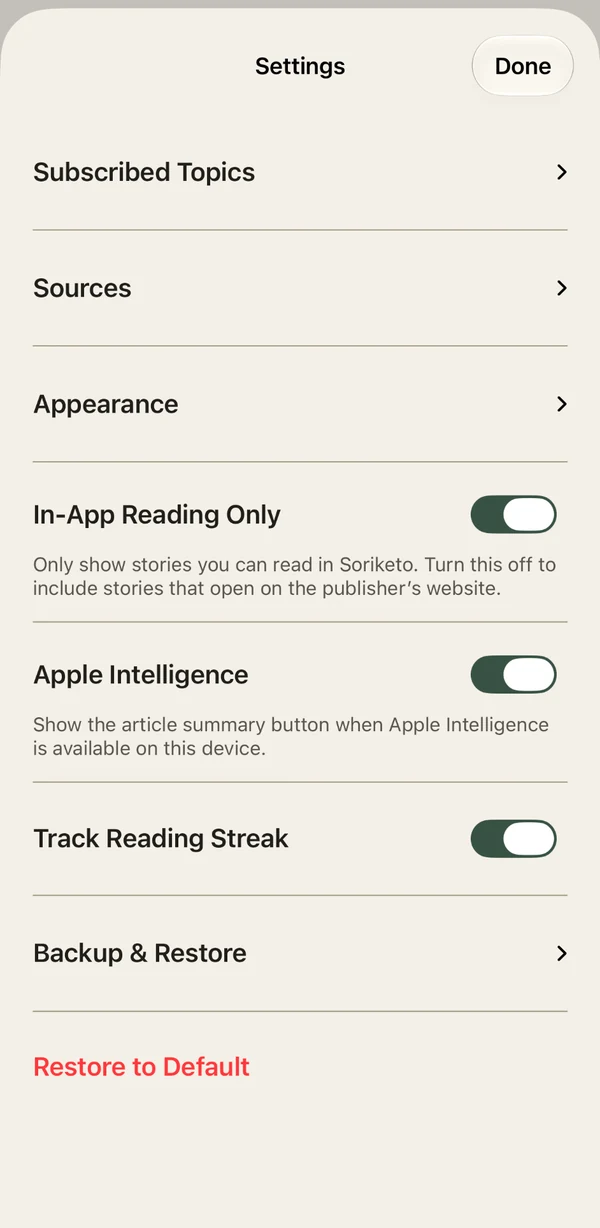 Settings
Done
Subscribed Topics
Sources
Appearance
In-App Reading Only
Only show stories you can read in Soriketo. Turn this off to
include stories that open on the publisher’s website.
Apple Intelligence
Show the article summary button when Apple Intelligence
is available on this device.
Track Reading Streak
Backup & Restore
Restore to Default